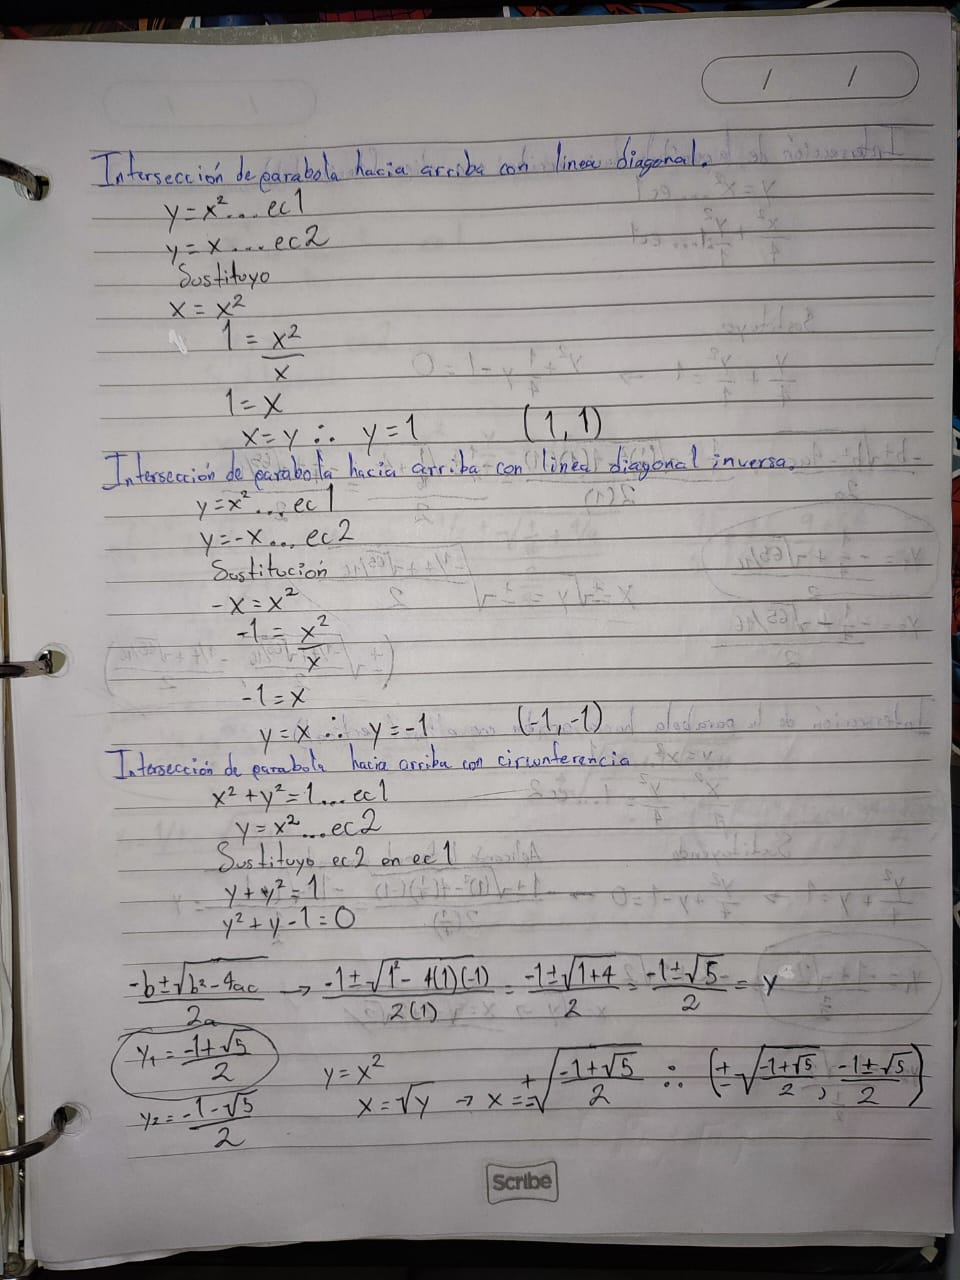 / /
Intersección de parabola hacia arriba con linea diagonal.
y=x²... ec1
y=x....ec2
Sustituyo
x = x²
1 = x²/x
1=x
x=y ∴ y=1 (1,1)
Intersección de parabola hacia arriba con linea diagonal inversa.
y=x²... ec1
y=-x... ec2
Sustitución
-x=x²
-1 = x²/x
-1=x
y=x ∴ y=-1 (-1,-1)
Intersección de parabola hacia arriba con circunferencia
x²+y²=1...ec1
y=x²...ec2
Sustituyo ec2 en ec1
y+y²=1
y²+y-1=0
(-b±√(b²-4ac))/2a → (-1±√(1²-4(1)(-1)))/2(1) = (-1±√(1+4))/2 = (-1±√5)/2 = y
y₁ = (-1+√5)/2
y₂ = (-1-√5)/2
y=x²
x=√y → x = ±√((-1+√5)/2) ∴ (±√((-1+√5)/2), (-1±√5)/2)
Scribe